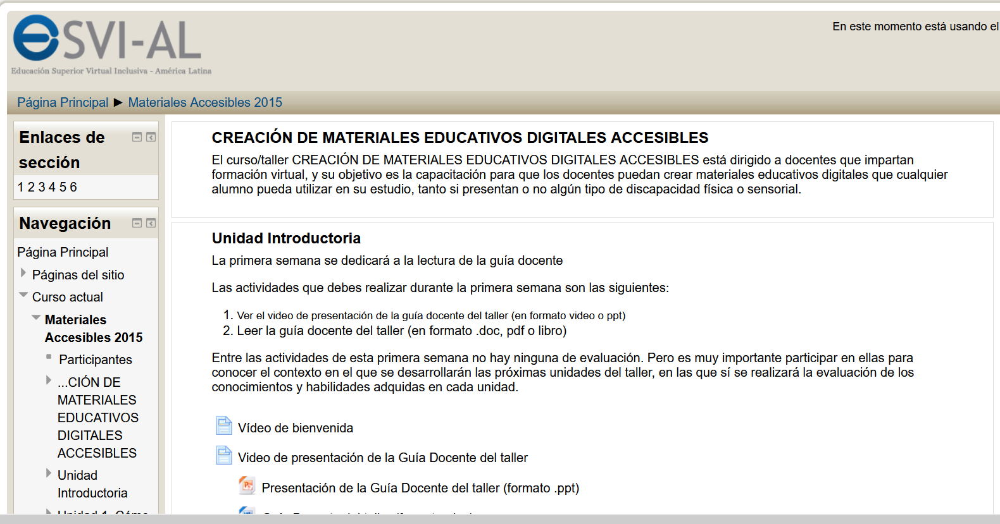 eSVI-AL
Educación Superior Virtual Inclusiva - América Latina
En este momento está usando el
Página Principal ► Materiales Accesibles 2015
Enlaces de
sección
1 2 3 4 5 6
Navegación
Página Principal
Páginas del sitio
Curso actual
Materiales
Accesibles 2015
Participantes
...CIÓN DE
MATERIALES
EDUCATIVOS
DIGITALES
ACCESIBLES
Unidad
Introductoria
CREACIÓN DE MATERIALES EDUCATIVOS DIGITALES ACCESIBLES
El curso/taller CREACIÓN DE MATERIALES EDUCATIVOS DIGITALES ACCESIBLES está dirigido a docentes que impartan
formación virtual, y su objetivo es la capacitación para que los docentes puedan crear materiales educativos digitales que cualquier
alumno pueda utilizar en su estudio, tanto si presentan o no algún tipo de discapacidad física o sensorial.
Unidad Introductoria
La primera semana se dedicará a la lectura de la guía docente
Las actividades que debes realizar durante la primera semana son las siguientes:
1. Ver el video de presentación de la guía docente del taller (en formato video o ppt)
2. Leer la guía docente del taller (en formato .doc, pdf o libro)
Entre las actividades de esta primera semana no hay ninguna de evaluación. Pero es muy importante participar en ellas para
conocer el contexto en el que se desarrollarán las próximas unidades del taller, en las que sí se realizará la evaluación de los
conocimientos y habilidades adquidas en cada unidad.
Vídeo de bienvenida
Video de presentación de la Guía Docente del taller
Presentación de la Guía Docente del taller (formato .ppt)